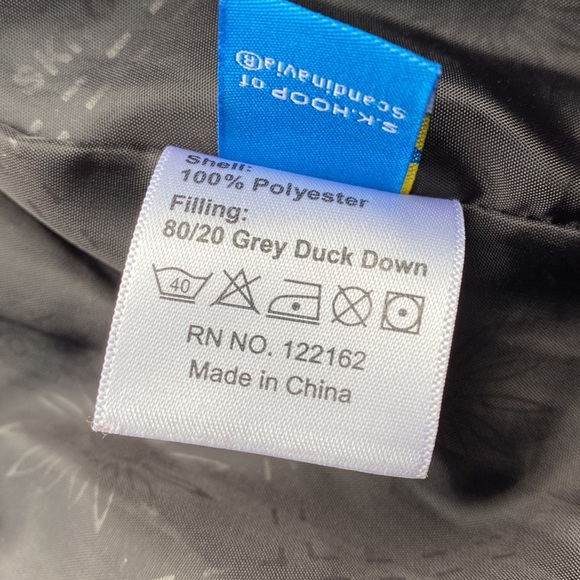 S.K.HOOP of
Scandinavia®
Shell:
100% Polyester
Filling:
80/20 Grey Duck Down
40
RN NO. 122162
Made in China
SKI